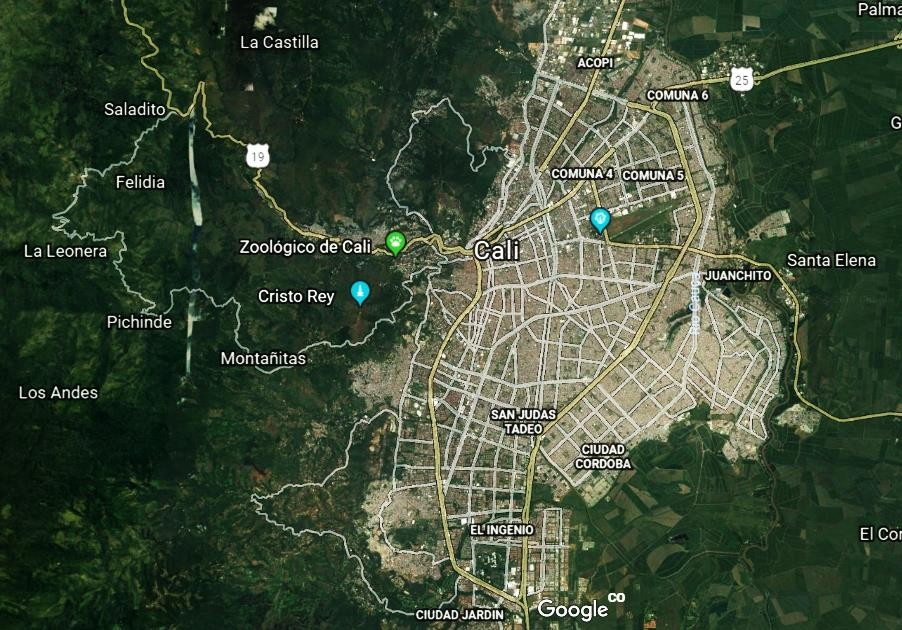 Palma
La Castilla
ACOPI
25
COMUNA 6
Saladito
G
19
COMUNA 4
COMUNA 5
Felidia
Zoológico de Cali
Cali
La Leonera
Santa Elena
JUANCHITO
Cristo Rey
Pichinde
Montañitas
Los Andes
SAN JUDAS
TADEO
CIUDAD
CORDOBA
EL INGENIO
El Cor
CIUDAD JARDIN
Google
co